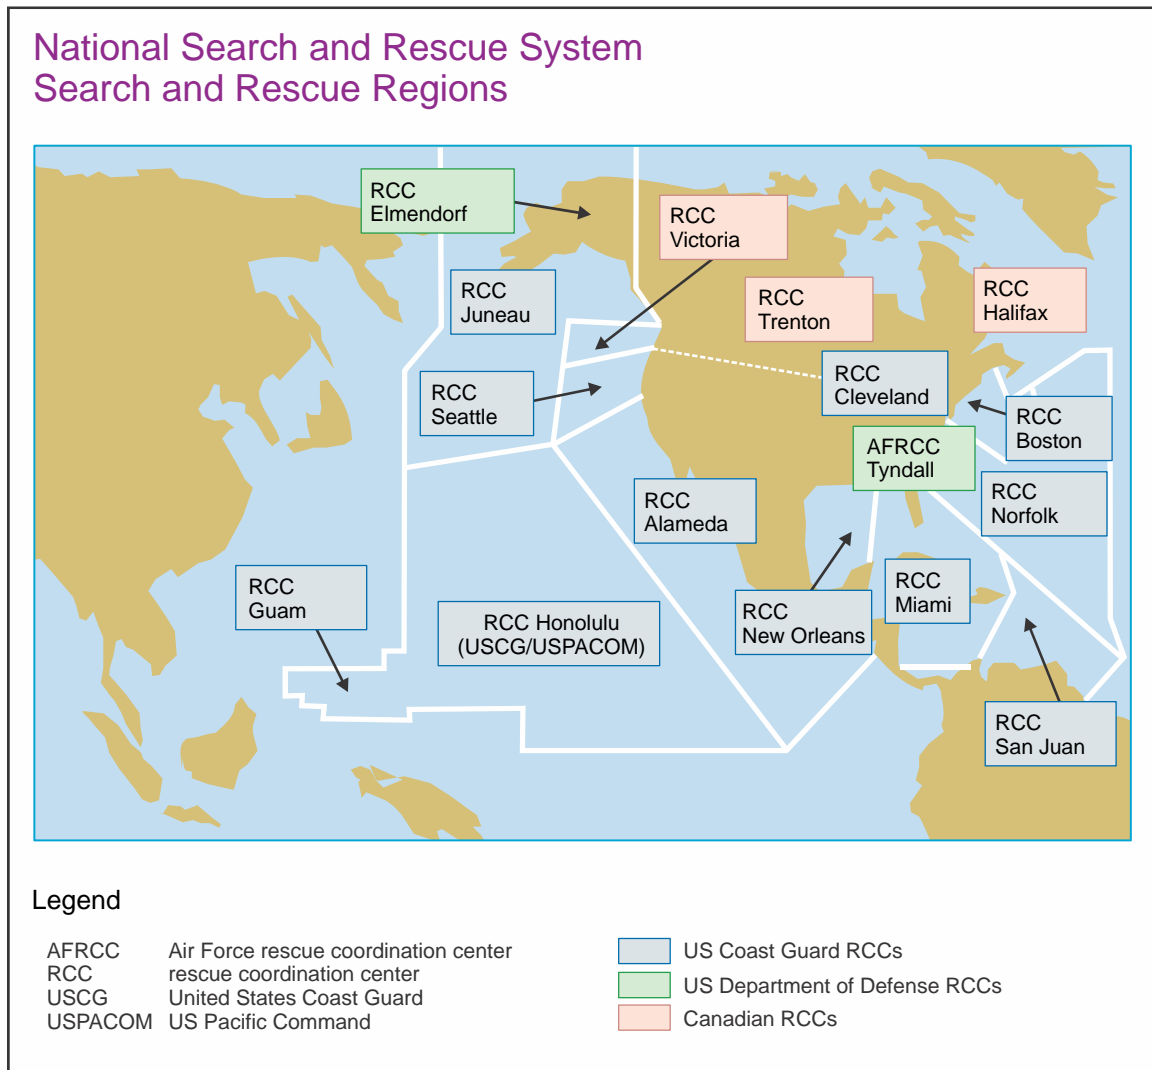 National Search and Rescue System
Search and Rescue Regions
RCC
Elmendorf
RCC
Victoria
RCC
Juneau
RCC
Trenton
RCC
Halifax
RCC
Seattle
RCC
Cleveland
RCC
Boston
AFRCC
Tyndall
RCC
Alameda
RCC
Norfolk
RCC
Guam
RCC Honolulu
(USCG/USPACOM)
RCC
New Orleans
RCC
Miami
RCC
San Juan
Legend
AFRCC Air Force rescue coordination center
RCC rescue coordination center
USCG United States Coast Guard
USPACOM US Pacific Command
US Coast Guard RCCs
US Department of Defense RCCs
Canadian RCCs